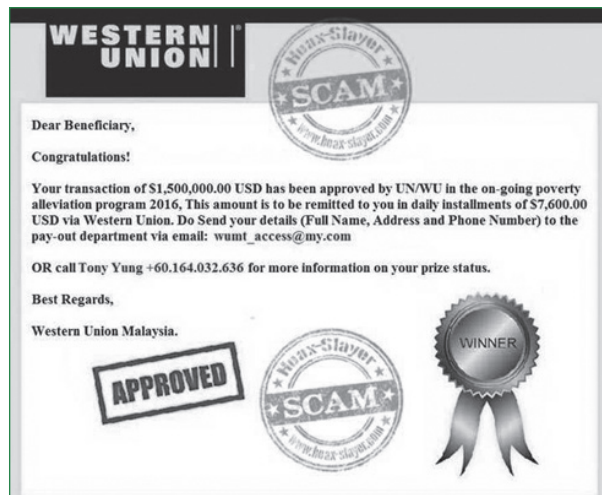 WESTERN
UNION
Hoax-Slayer
SCAM
www.hoax-slayer.com
Dear Beneficiary,
Congratulations!
Your transaction of $1,500,000.00 USD has been approved by UN/WU in the on-going poverty
alleviation program 2016, This amount is to be remitted to you in daily installments of $7,600.00
USD via Western Union. Do Send your details (Full Name, Address and Phone Number) to the
pay-out department via email: wumt_access@my.com
OR call Tony Yung +60.164.032.636 for more information on your prize status.
Best Regards,
Western Union Malaysia.
APPROVED
Hoax-Slayer
SCAM
www.hoax-slayer.com
WINNER